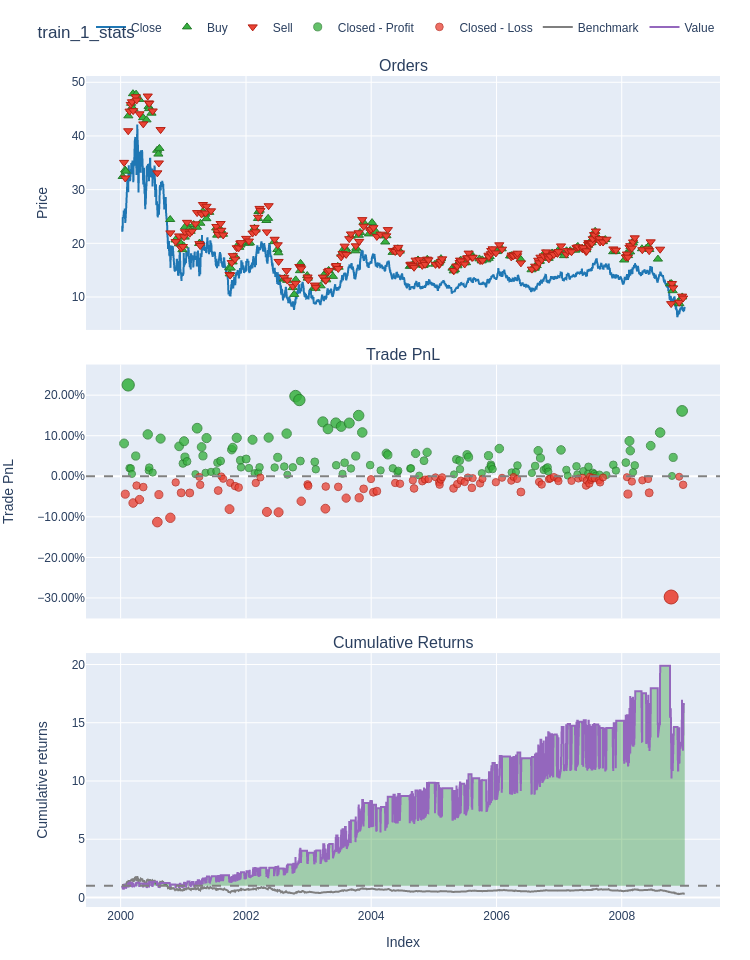 train_1_stats
Close Buy Sell Closed - Profit Closed - Loss Benchmark Value
Orders
50
40
30
20
10
Price
Trade PnL
20.00%
10.00%
0.00%
−10.00%
−20.00%
−30.00%
Trade PnL
Cumulative Returns
20
15
10
5
0
Cumulative returns
2000 2002 2004 2006 2008
Index